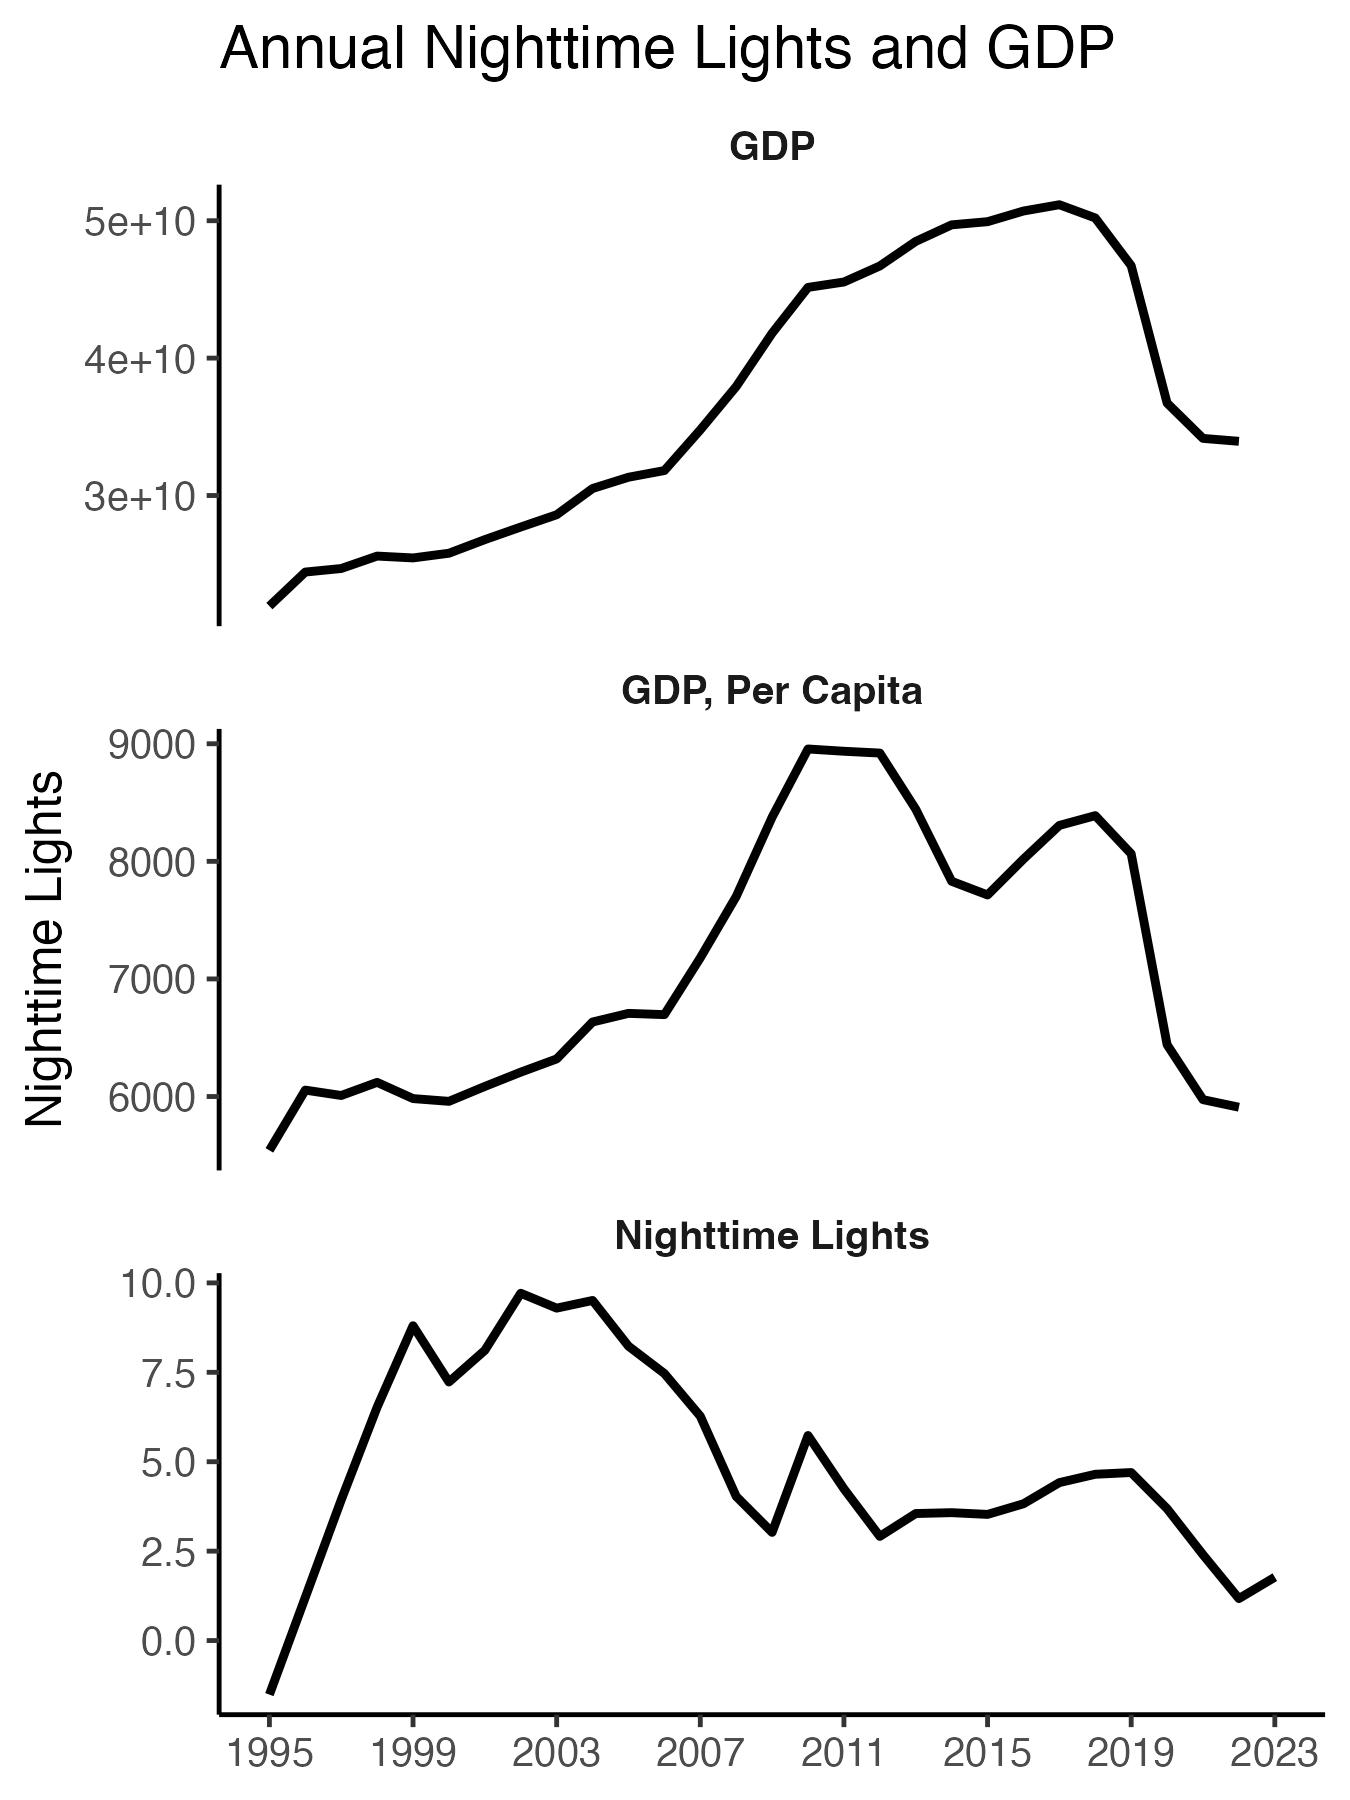 Annual Nighttime Lights and GDP
GDP
5e+10
4e+10
3e+10
GDP, Per Capita
Nighttime Lights
9000
8000
7000
6000
Nighttime Lights
10.0
7.5
5.0
2.5
0.0
1995 1999 2003 2007 2011 2015 2019 2023